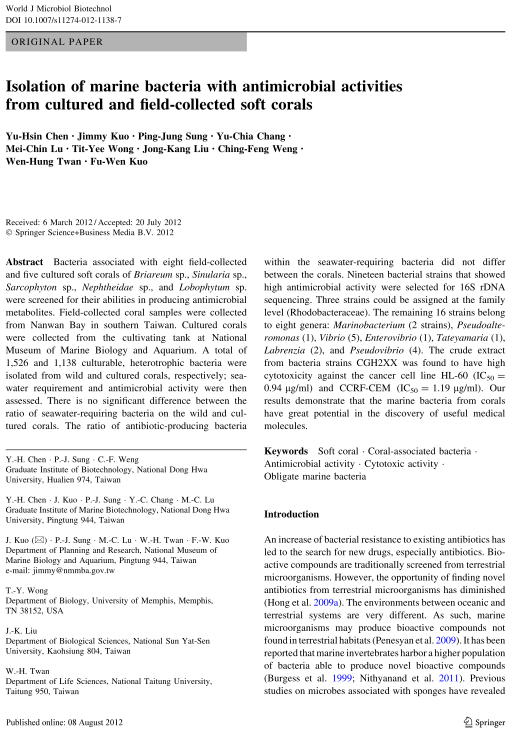 World J Microbiol Biotechnol
DOI 10.1007/s11274-012-1138-7
ORIGINAL PAPER
Isolation of marine bacteria with antimicrobial activities
from cultured and field-collected soft corals
Yu-Hsin Chen · Jimmy Kuo · Ping-Jung Sung · Yu-Chia Chang ·
Mei-Chin Lu · Tit-Yee Wong · Jong-Kang Liu · Ching-Feng Weng ·
Wen-Hung Twan · Fu-Wen Kuo
Received: 6 March 2012 / Accepted: 20 July 2012
© Springer Science+Business Media B.V. 2012
Abstract Bacteria associated with eight field-collected
and five cultured soft corals of Briareum sp., Sinularia sp.,
Sarcophyton sp., Nephtheidae sp., and Lobophytum sp.
were screened for their abilities in producing antimicrobial
metabolites. Field-collected coral samples were collected
from Nanwan Bay in southern Taiwan. Cultured corals
were collected from the cultivating tank at National
Museum of Marine Biology and Aquarium. A total of
1,526 and 1,138 culturable, heterotrophic bacteria were
isolated from wild and cultured corals, respectively; sea-
water requirement and antimicrobial activity were then
assessed. There is no significant difference between the
ratio of seawater-requiring bacteria on the wild and cul-
tured corals. The ratio of antibiotic-producing bacteria
Y.-H. Chen · P.-J. Sung · C.-F. Weng
Graduate Institute of Biotechnology, National Dong Hwa
University, Hualien 974, Taiwan
Y.-H. Chen · J. Kuo · P.-J. Sung · Y.-C. Chang · M.-C. Lu
Graduate Institute of Marine Biotechnology, National Dong Hwa
University, Pingtung 944, Taiwan
J. Kuo (✉) · P.-J. Sung · M.-C. Lu · W.-H. Twan · F.-W. Kuo
Department of Planning and Research, National Museum of
Marine Biology and Aquarium, Pingtung 944, Taiwan
e-mail: jimmy@nmmba.gov.tw
T.-Y. Wong
Department of Biology, University of Memphis, Memphis,
TN 38152, USA
J.-K. Liu
Department of Biological Sciences, National Sun Yat-Sen
University, Kaohsiung 804, Taiwan
W.-H. Twan
Department of Life Sciences, National Taitung University,
Taitung 950, Taiwan
within the seawater-requiring bacteria did not differ
between the corals. Nineteen bacterial strains that showed
high antimicrobial activity were selected for 16S rDNA
sequencing. Three strains could be assigned at the family
level (Rhodobacteraceae). The remaining 16 strains belong
to eight genera: Marinobacterium (2 strains), Pseudoalte-
romonas (1), Vibrio (5), Enterovibrio (1), Tateyamaria (1),
Labrenzia (2), and Pseudovibrio (4). The crude extract
from bacteria strains CGH2XX was found to have high
cytotoxicity against the cancer cell line HL-60 (IC50 =
0.94 μg/ml) and CCRF-CEM (IC50 = 1.19 μg/ml). Our
results demonstrate that the marine bacteria from corals
have great potential in the discovery of useful medical
molecules.
Keywords Soft coral · Coral-associated bacteria ·
Antimicrobial activity · Cytotoxic activity ·
Obligate marine bacteria
Introduction
An increase of bacterial resistance to existing antibiotics has
led to the search for new drugs, especially antibiotics. Bio-
active compounds are traditionally screened from terrestrial
microorganisms. However, the opportunity of finding novel
antibiotics from terrestrial microorganisms has diminished
(Hong et al. 2009a). The environments between oceanic and
terrestrial systems are very different. As such, marine
microorganisms may produce bioactive compounds not
found in terrestrial habitats (Penesyan et al. 2009). It has been
reported that marine invertebrates harbor a higher population
of bacteria able to produce novel bioactive compounds
(Burgess et al. 1999; Nithyanand et al. 2011). Previous
studies on microbes associated with sponges have revealed
Published online: 08 August 2012
Springer